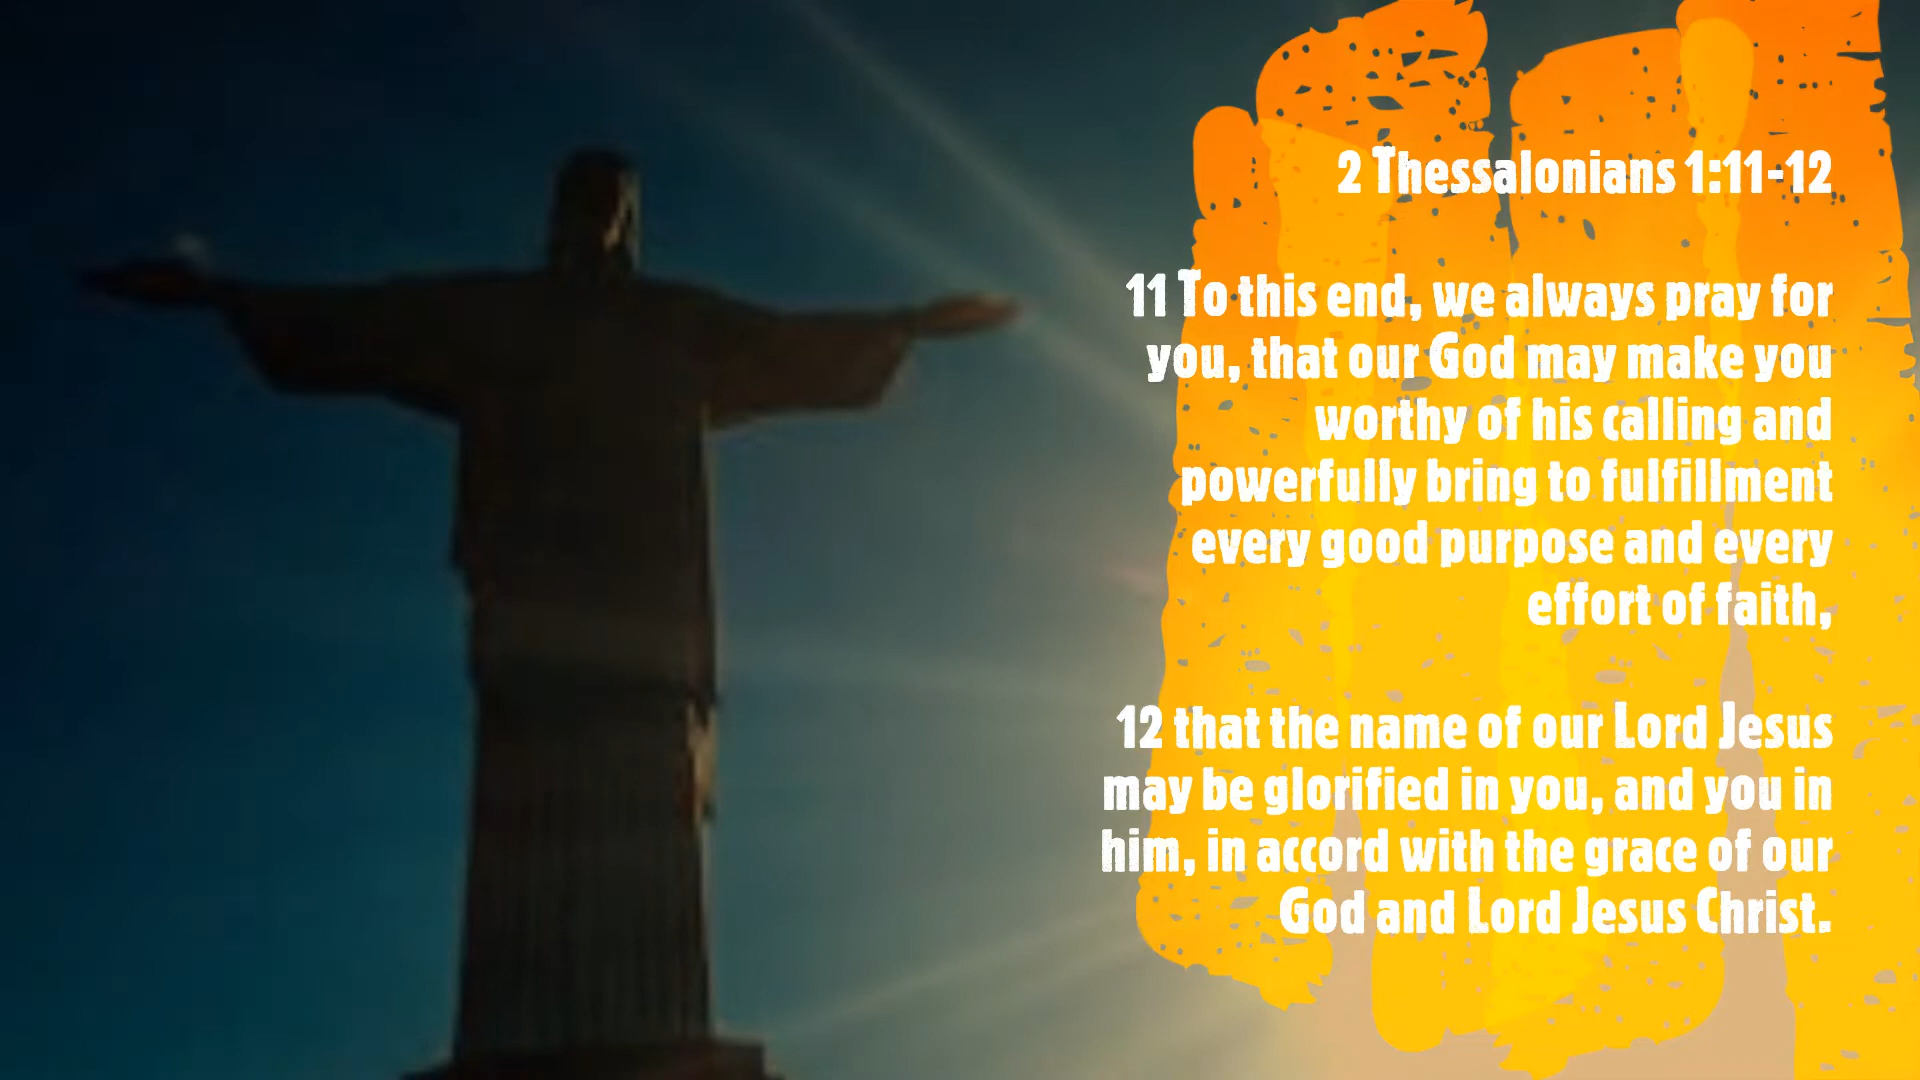 2 Thessalonians 1:11-12
11 To this end, we always pray for
you, that our God may make you
worthy of his calling and
powerfully bring to fulfillment
every good purpose and every
effort of faith,
12 that the name of our Lord Jesus
may be glorified in you, and you in
him, in accord with the grace of our
God and Lord Jesus Christ.